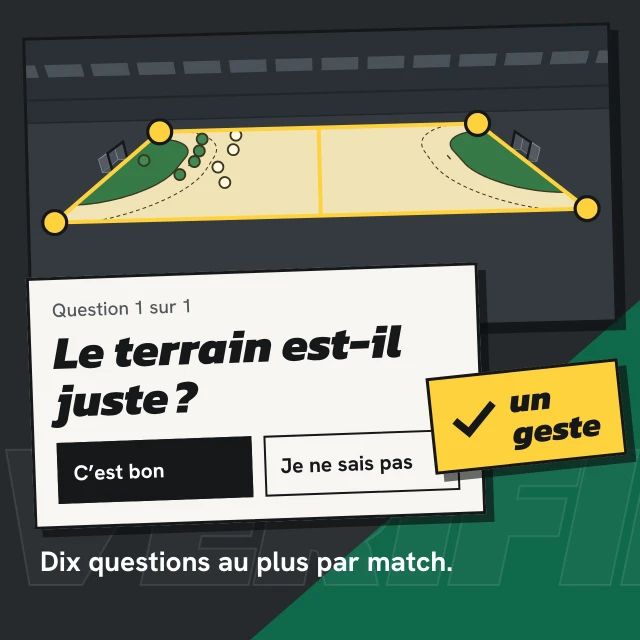 Question 1 sur 1
Le terrain est-il
juste ?
C’est bon
Je ne sais pas
un
geste
Dix questions au plus par match.